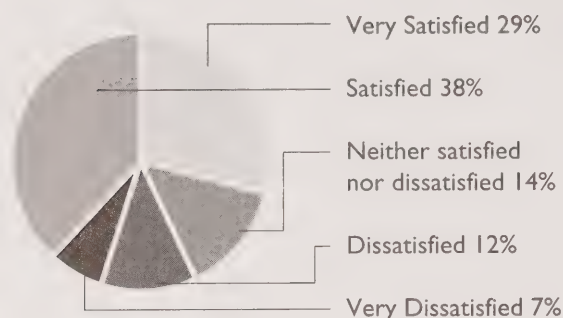 Very Satisfied 29%
Satisfied 38%
Neither satisfied
nor dissatisfied 14%
Dissatisfied 12%
Very Dissatisfied 7%